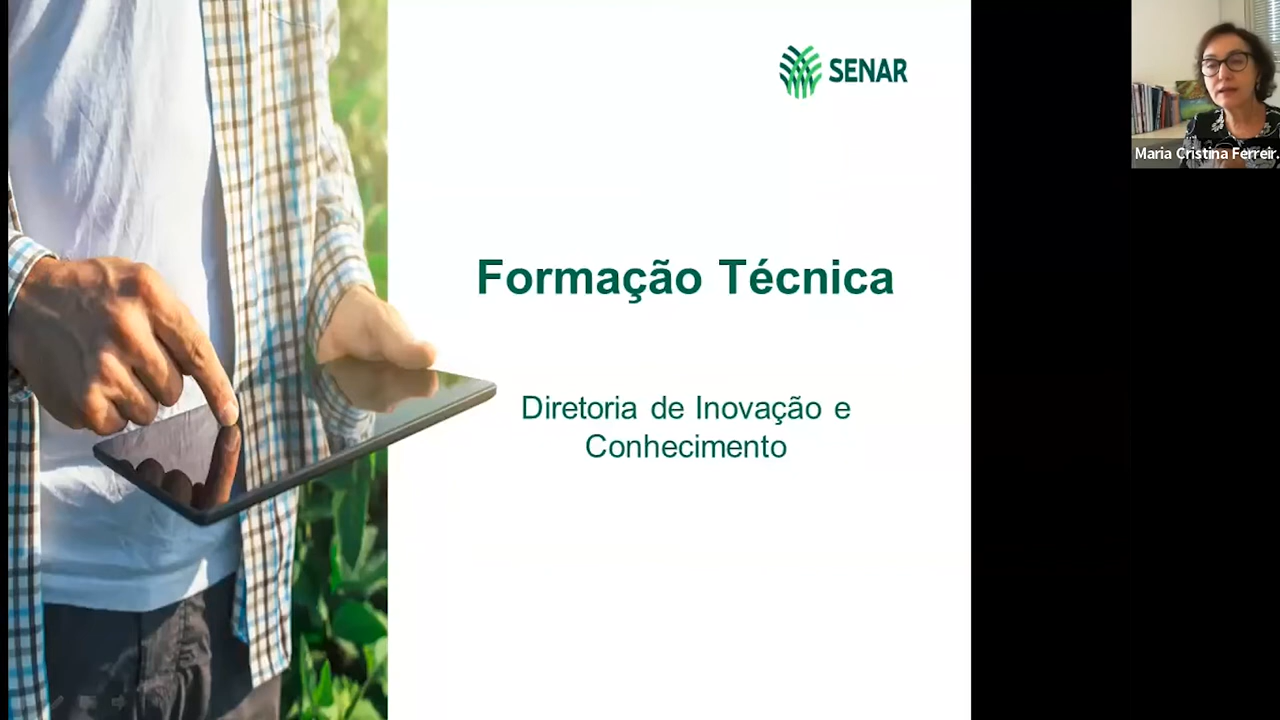 SENAR
Maria Cristina Ferreir.
Formação Técnica
Diretoria de Inovação e
Conhecimento